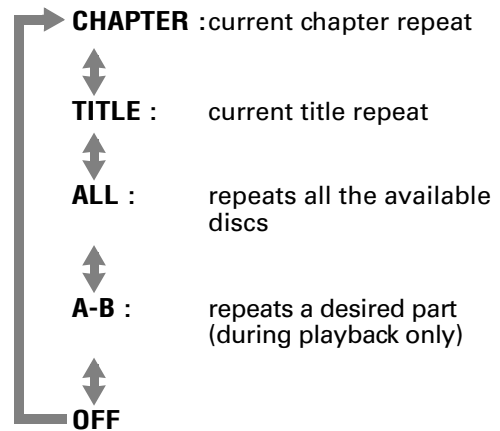 CHAPTER : current chapter repeat
TITLE : current title repeat
ALL : repeats all the available
discs
A-B : repeats a desired part
(during playback only)
OFF